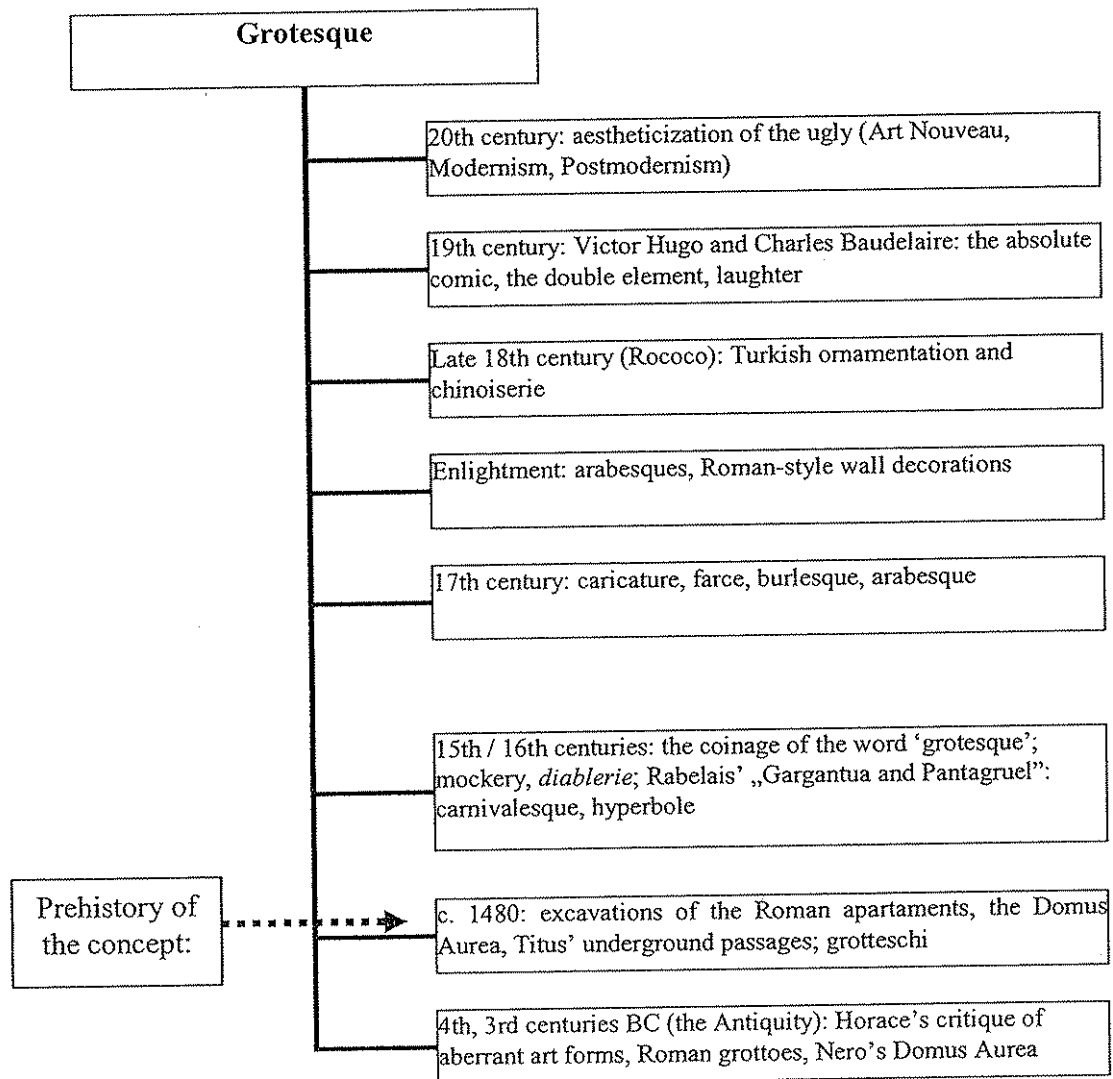 Grotesque
20th century: aestheticization of the ugly (Art Nouveau,
Modernism, Postmodernism)
19th century: Victor Hugo and Charles Baudelaire: the absolute
comic, the double element, laughter
Late 18th century (Rococo): Turkish ornamentation and
chinoiserie
Enlightment: arabesques, Roman-style wall decorations
17th century: caricature, farce, burlesque, arabesque
15th / 16th centuries: the coinage of the word ‘grotesque’;
mockery, diablerie; Rabelais’ „Gargantua and Pantagruel”:
carnivalesque, hyperbole
Prehistory of
the concept:
c. 1480: excavations of the Roman apartaments, the Domus
Aurea, Titus’ underground passages; grotteschi
4th, 3rd centuries BC (the Antiquity): Horace’s critique of
aberrant art forms, Roman grottoes, Nero’s Domus Aurea